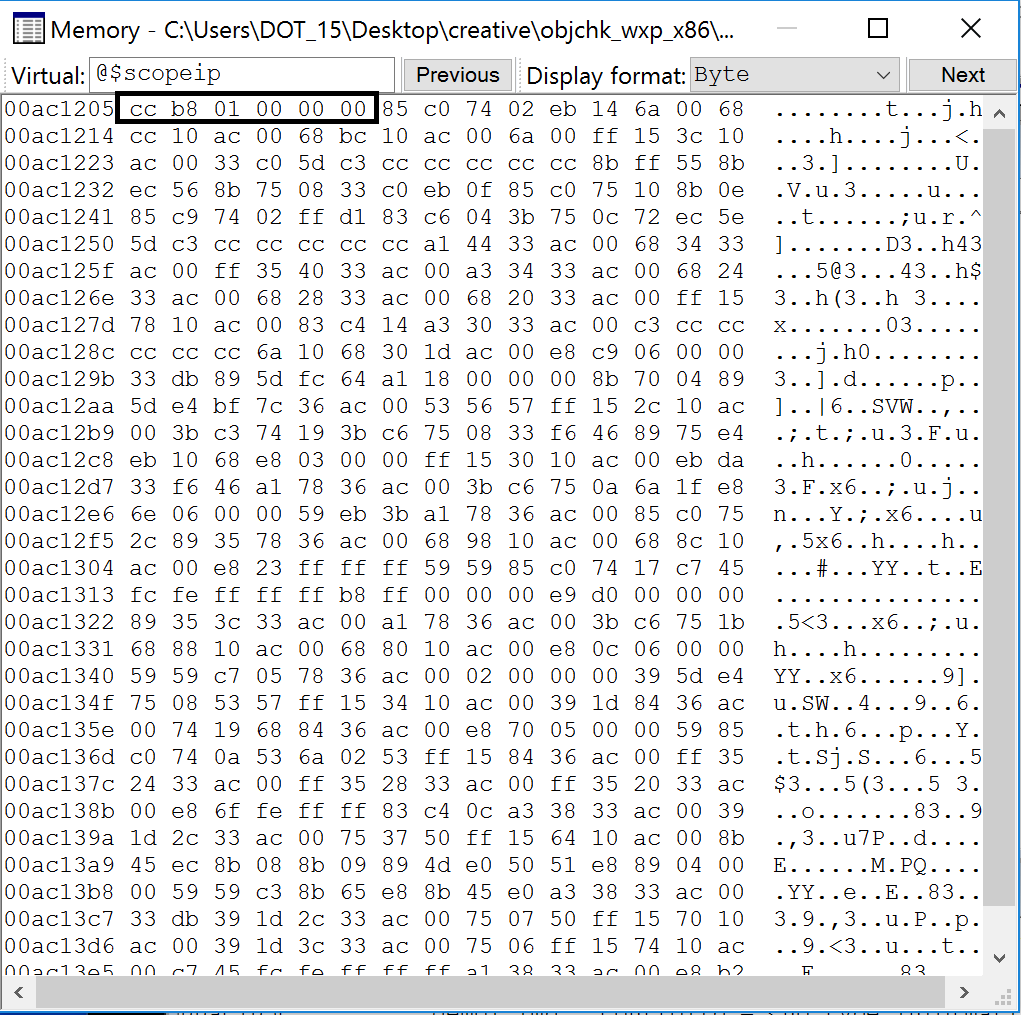 Memory - C:\Users\DOT_15\Desktop\creative\objchk_wxp_x86\...
Virtual: @$scopeip Previous Display format: Byte Next
00ac1205 cc b8 01 00 00 00 85 c0 74 02 eb 14 6a 00 68 ........t...j.h
00ac1214 cc 10 ac 00 68 bc 10 ac 00 6a 00 ff 15 3c 10 ....h....j...<.
00ac1223 ac 00 33 c0 5d c3 cc cc cc cc cc 8b ff 55 8b ..3.]........U.
00ac1232 ec 56 8b 75 08 33 c0 eb 0f 85 c0 75 10 8b 0e .V.u.3.....u...
00ac1241 85 c9 74 02 ff d1 83 c6 04 3b 75 0c 72 ec 5e ..t......;u.r.^
00ac1250 5d c3 cc cc cc cc cc a1 44 33 ac 00 68 34 33 ].......D3..h43
00ac125f ac 00 ff 35 40 33 ac 00 a3 34 33 ac 00 68 24 ...5@3...43..h$
00ac126e 33 ac 00 68 28 33 ac 00 68 20 33 ac 00 ff 15 3..h(3..h 3....
00ac127d 78 10 ac 00 83 c4 14 a3 30 33 ac 00 c3 cc cc x.......03.....
00ac128c cc cc cc 6a 10 68 30 1d ac 00 e8 c9 06 00 00 ...j.h0........
00ac129b 33 db 89 5d fc 64 a1 18 00 00 00 8b 70 04 89 3..].d......p..
00ac12aa 5d e4 bf 7c 36 ac 00 53 56 57 ff 15 2c 10 ac ]..|6..SVW..,..
00ac12b9 00 3b c3 74 19 3b c6 75 08 33 f6 46 89 75 e4 .;.t.;.u.3.F.u.
00ac12c8 eb 10 68 e8 03 00 00 ff 15 30 10 ac 00 eb da ..h......0.....
00ac12d7 33 f6 46 a1 78 36 ac 00 3b c6 75 0a 6a 1f e8 3.F.x6..;.u.j..
00ac12e6 6e 06 00 00 59 eb 3b a1 78 36 ac 00 85 c0 75 n...Y.;.x6....u
00ac12f5 2c 89 35 78 36 ac 00 68 98 10 ac 00 68 8c 10 ,.5x6..h....h..
00ac1304 ac 00 e8 23 ff ff ff 59 59 85 c0 74 17 c7 45 ...#...YY..t..E
00ac1313 fc fe ff ff ff b8 ff 00 00 00 e9 d0 00 00 00 ...............
00ac1322 89 35 3c 33 ac 00 a1 78 36 ac 00 3b c6 75 1b .5<3...x6..;.u.
00ac1331 68 88 10 ac 00 68 80 10 ac 00 e8 0c 06 00 00 h....h.........
00ac1340 59 59 c7 05 78 36 ac 00 02 00 00 00 39 5d e4 YY..x6......9].
00ac134f 75 08 53 57 ff 15 34 10 ac 00 39 1d 84 36 ac u.SW..4...9..6.
00ac135e 00 74 19 68 84 36 ac 00 e8 70 05 00 00 59 85 .t.h.6...p...Y.
00ac136d c0 74 0a 53 6a 02 53 ff 15 84 36 ac 00 ff 35 .t.Sj.S...6...5
00ac137c 24 33 ac 00 ff 35 28 33 ac 00 ff 35 20 33 ac $3...5(3...5 3.
00ac138b 00 e8 6f fe ff ff 83 c4 0c a3 38 33 ac 00 39 ..o.......83..9
00ac139a 1d 2c 33 ac 00 75 37 50 ff 15 64 10 ac 00 8b .,3..u7P..d....
00ac13a9 45 ec 8b 08 8b 09 89 4d e0 50 51 e8 89 04 00 E......M.PQ....
00ac13b8 00 59 59 c3 8b 65 e8 8b 45 e0 a3 38 33 ac 00 .YY..e..E..83..
00ac13c7 33 db 39 1d 2c 33 ac 00 75 07 50 ff 15 70 10 3.9.,3..u.P..p.
00ac13d6 ac 00 39 1d 3c 33 ac 00 75 06 ff 15 74 10 ac ..9.<3..u...t..
00ac13e5 00 c7 45 fc fe ff ff ff a1 38 33 ac 00 e8 b2 ..E......83....